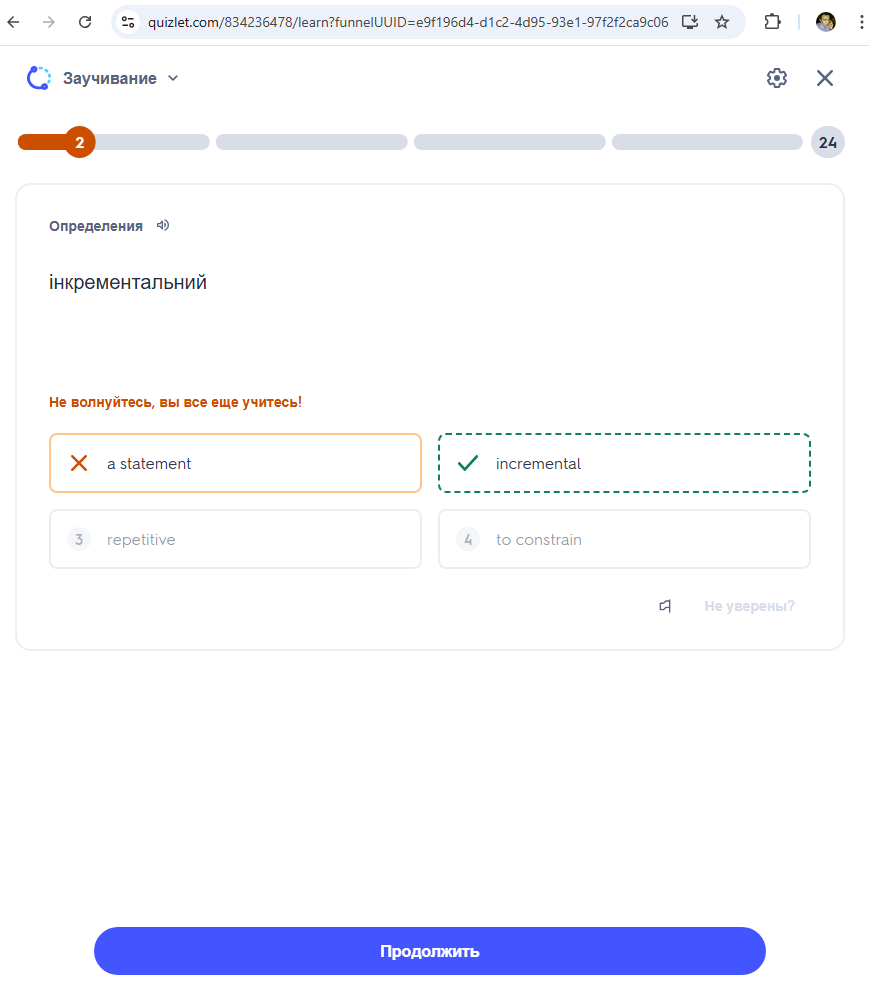 quizlet.com/834236478/learn?funnelUUID=e9f196d4-d1c2-4d95-93e1-97f2f2ca9c06
Заучивание
2
24
Определения
інкрементальний
Не волнуйтесь, вы все еще учитесь!
a statement
incremental
3 repetitive
4 to constrain
Не уверены?
Продолжить